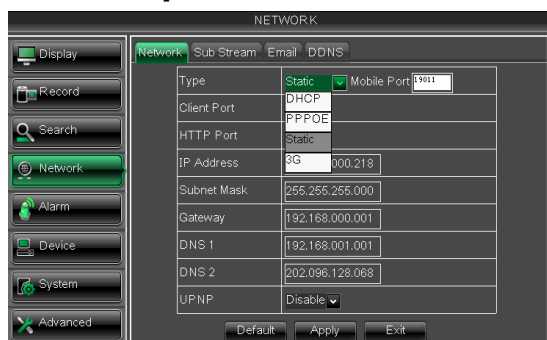 NETWORK
Display
Record
Search
Network
Alarm
Device
System
Advanced
Network Sub Stream Email DDNS
Type Static Mobile Port 19011
DHCP
PPPOE
Static
3G
Client Port
HTTP Port
IP Address 000.218
Subnet Mask 255.255.255.000
Gateway 192.168.000.001
DNS 1 192.168.001.001
DNS 2 202.096.128.068
UPNP Disable
Default Apply Exit